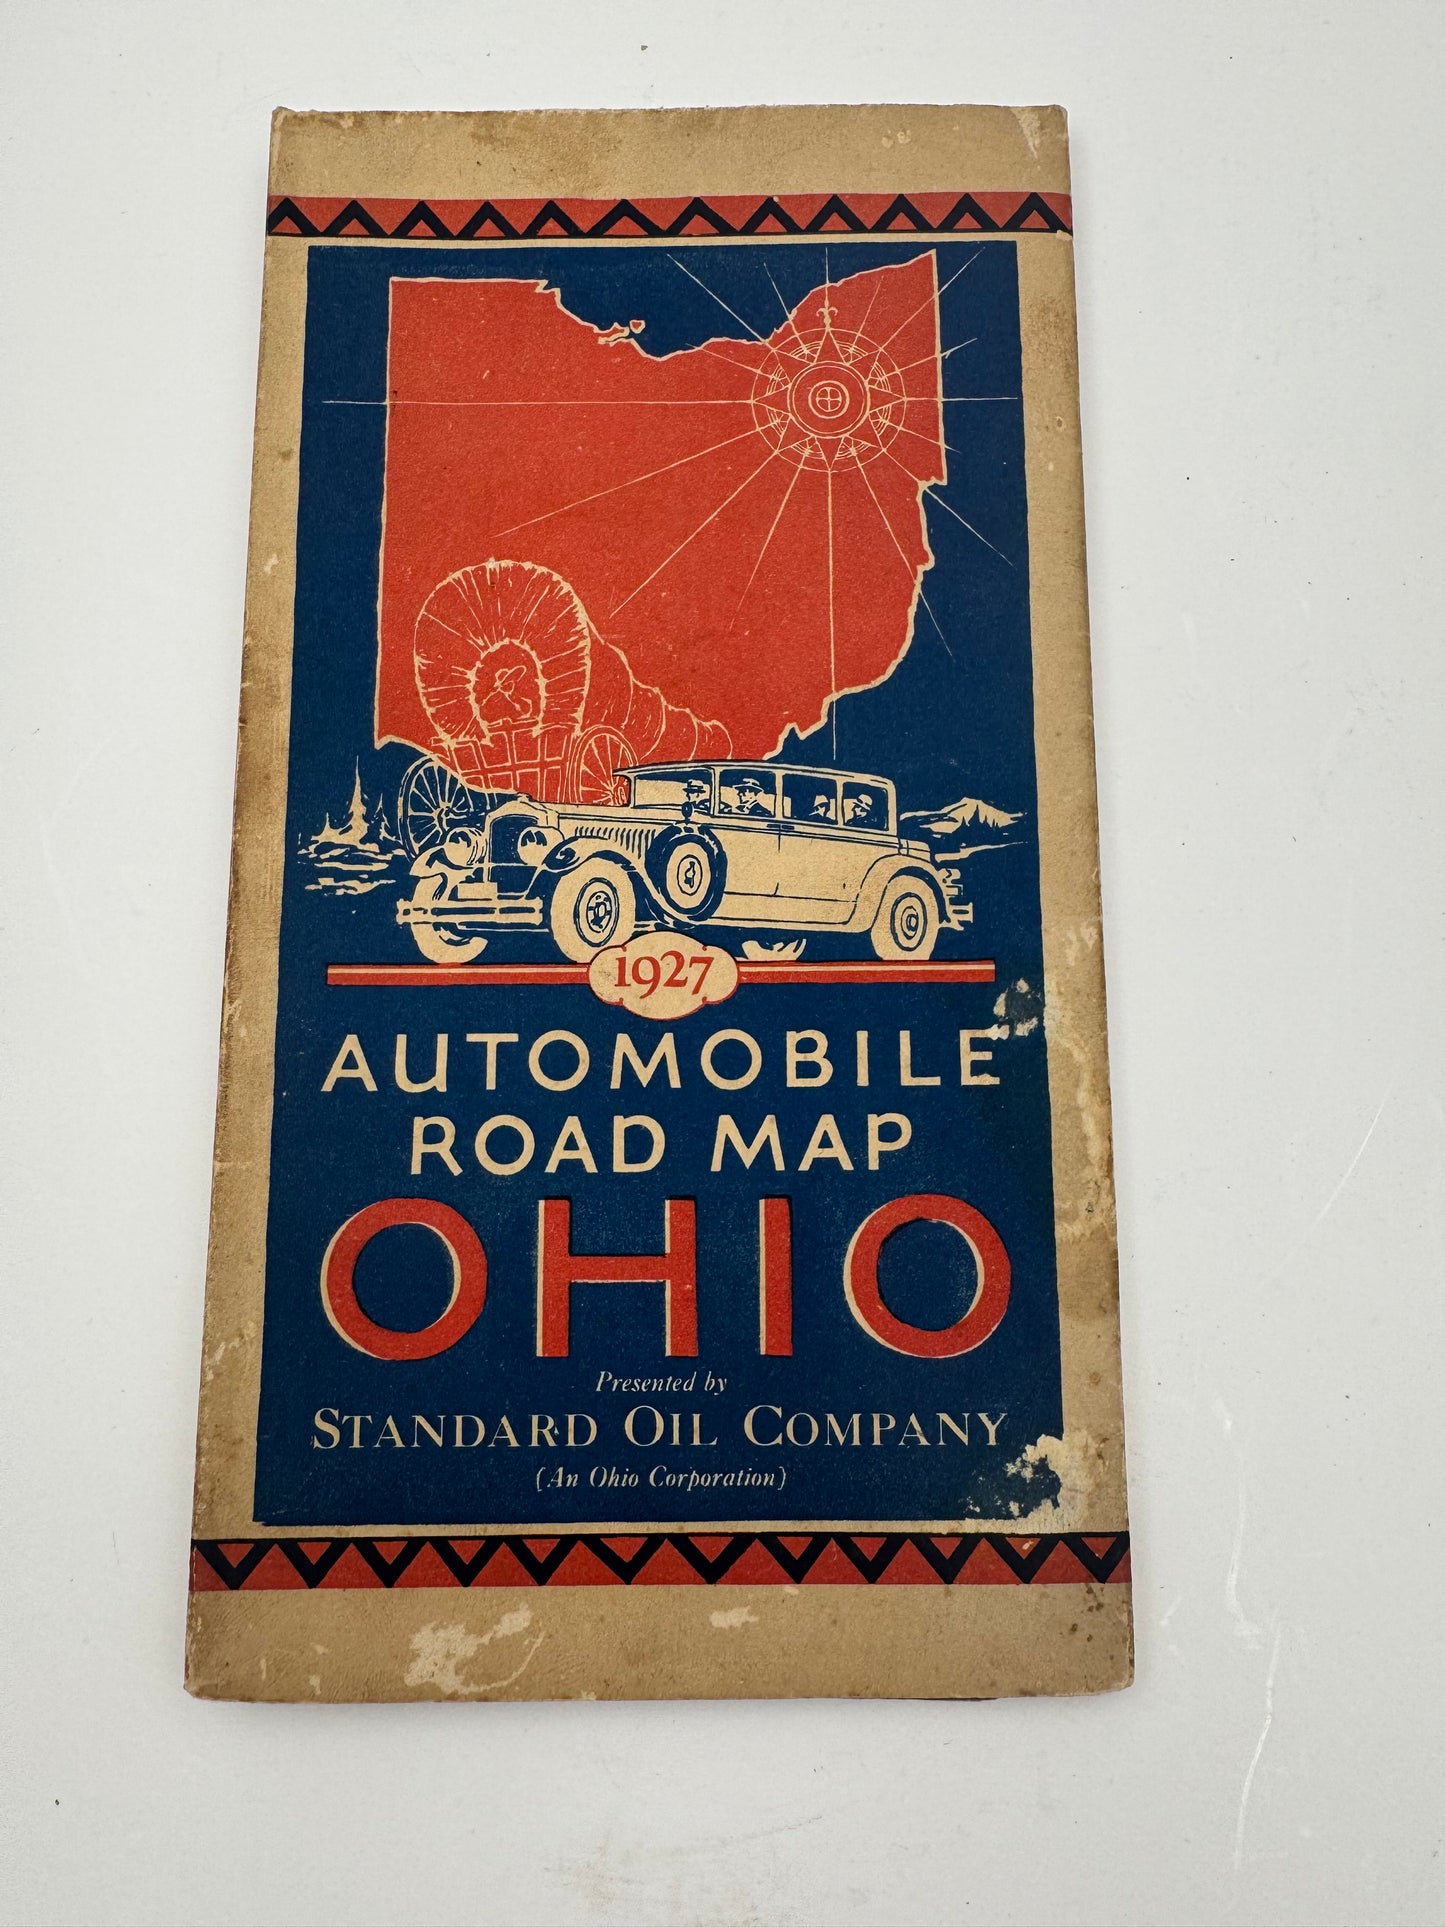 1927
AUTOMOBILE
ROAD MAP
OHIO
Presented by
STANDARD OIL COMPANY
(An Ohio Corporation)